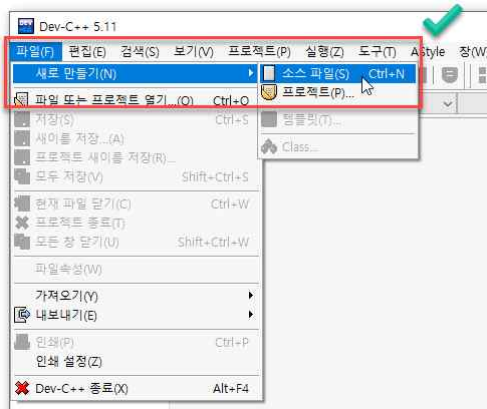 Dev-C++ 5.11
파일(F) 편집(E) 검색(S) 보기(V) 프로젝트(P) 실행(Z) 도구(T) AStyle 창(W
새로 만들기(N)
소스 파일(S) Ctrl+N
파일 또는 프로젝트 열기...(O) Ctrl+O
프로젝트(P)...
저장(S) Ctrl+S
템플릿(T)...
새이름 저장...(A)
Class...
프로젝트 새이름 저장(R)...
모두 저장(V) Shift+Ctrl+S
현재 파일 닫기(C) Ctrl+W
프로젝트 종료(T)
모든 창 닫기(U) Shift+Ctrl+W
파일속성(W)
가져오기(Y)
내보내기(E)
인쇄(P) Ctrl+P
인쇄 설정(Z)
Dev-C++ 종료(X) Alt+F4